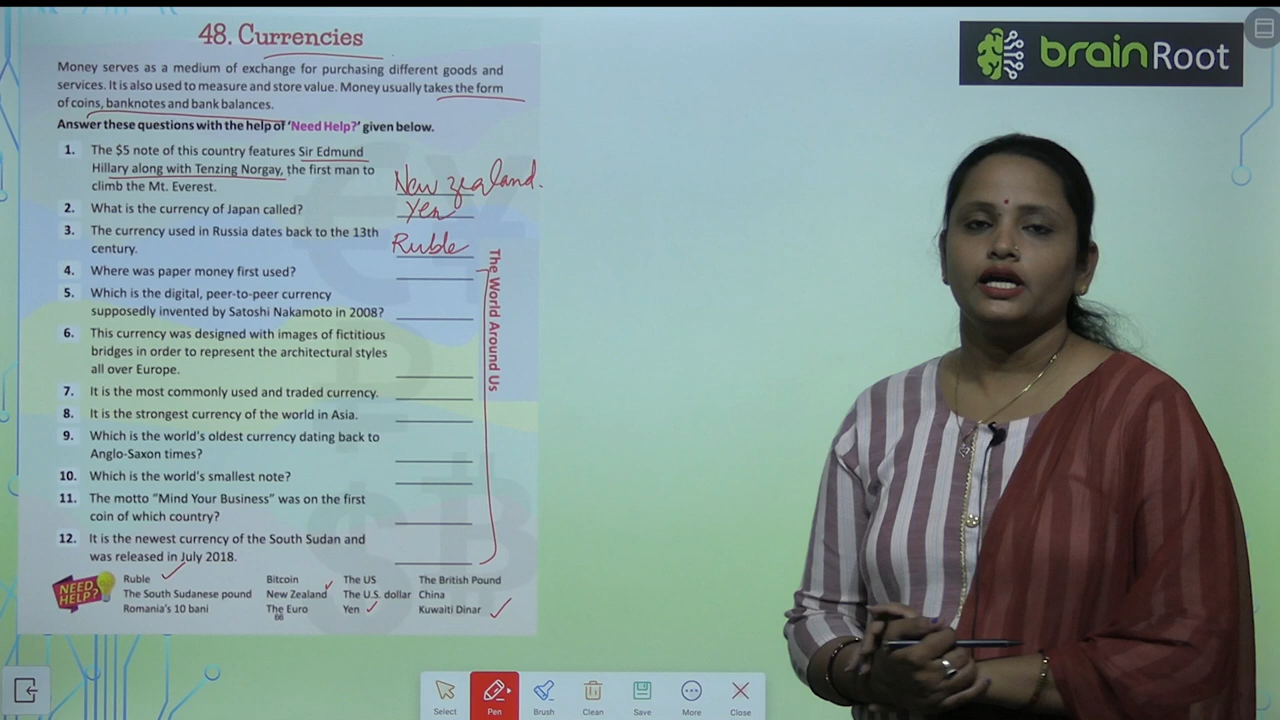 48. Currencies
brainRoot
Money serves as a medium of exchange for purchasing different goods and
services. It is also used to measure and store value. Money usually takes the form
of coins, banknotes and bank balances.
Answer these questions with the help of 'Need Help?' given below.
1. The $5 note of this country features Sir Edmund
Hillary along with Tenzing Norgay, the first man to
climb the Mt. Everest.
New zealand.
2. What is the currency of Japan called?
Yen
3. The currency used in Russia dates back to the 13th
century.
Ruble
4. Where was paper money first used?
5. Which is the digital, peer-to-peer currency
supposedly invented by Satoshi Nakamoto in 2008?
6. This currency was designed with images of fictitious
bridges in order to represent the architectural styles
all over Europe.
7. It is the most commonly used and traded currency.
8. It is the strongest currency of the world in Asia.
9. Which is the world's oldest currency dating back to
Anglo-Saxon times?
10. Which is the world's smallest note?
11. The motto "Mind Your Business" was on the first
coin of which country?
12. It is the newest currency of the South Sudan and
was released in July 2018.
The World Around Us
NEED HELP?
Ruble Bitcoin The US The British Pound
The South Sudanese pound New Zealand The U.S. dollar China
Romania's 10 bani The Euro Yen Kuwaiti Dinar
66
Select Pen Brush Clean Save More Close